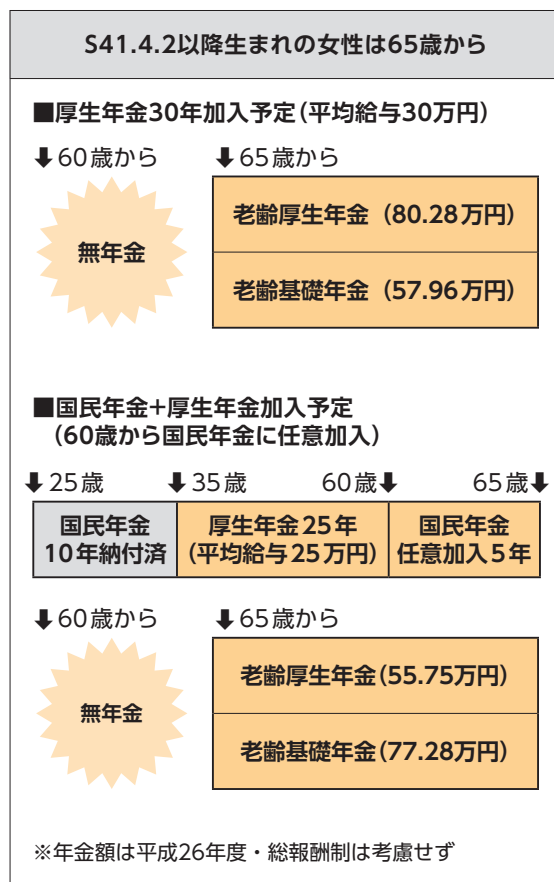 S41.4.2以降生まれの女性は65歳から
■厚生年金30年加入予定(平均給与30万円)
⬇60歳から ⬇65歳から
無年金
老齢厚生年金（80.28万円）
老齢基礎年金（57.96万円）
■国民年金+厚生年金加入予定
(60歳から国民年金に任意加入)
⬇25歳 ⬇35歳 60歳⬇ 65歳⬇
国民年金
10年納付済
厚生年金25年
(平均給与25万円)
国民年金
任意加入5年
⬇60歳から ⬇65歳から
無年金
老齢厚生年金(55.75万円)
老齢基礎年金(77.28万円)
※年金額は平成26年度・総報酬制は考慮せず